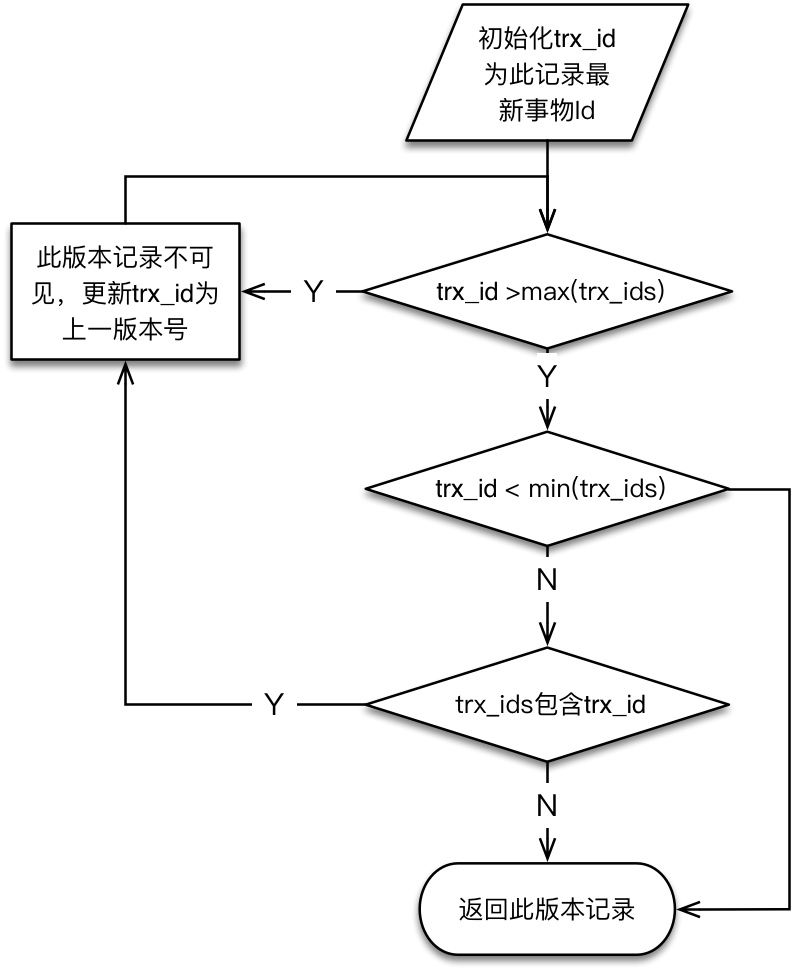 初始化trx_id
为此记录最
新事物Id
此版本记录不可
见，更新trx_id为
上一版本号
Y
trx_id >max(trx_ids)
Y
trx_id < min(trx_ids)
N
Y
trx_ids包含trx_id
N
返回此版本记录